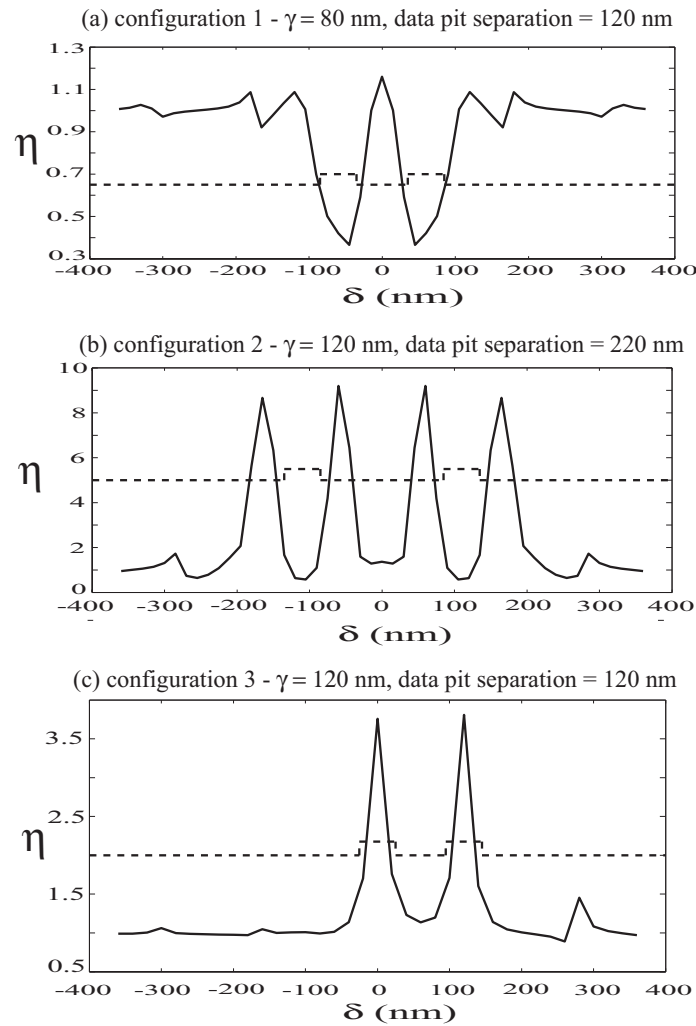 (a) configuration 1 - γ = 80 nm, data pit separation = 120 nm
1.3
1.1
0.9
η
0.7
0.5
0.3
-400 -300 -200 -100 0 100 200 300 400
δ (nm)
(b) configuration 2 - γ = 120 nm, data pit separation = 220 nm
10
8
6
η
4
2
0
-400 -300 -200 -100 0 100 200 300 400
δ (nm)
(c) configuration 3 - γ = 120 nm, data pit separation = 120 nm
3.5
η
2.5
1.5
0.5
-400 -300 -200 -100 0 100 200 300 400
δ (nm)